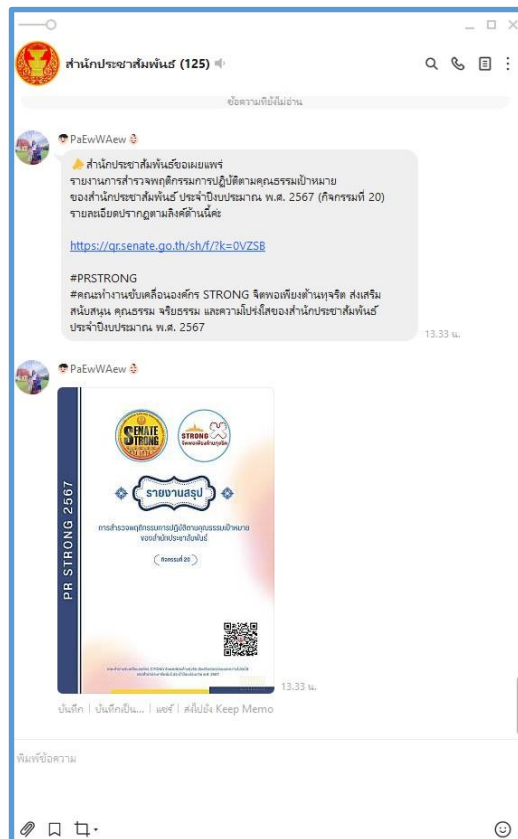 สำนักประชาสัมพันธ์ (125)
ข้อความที่ยังไม่อ่าน
PaEwWAew
สำนักประชาสัมพันธ์ขอเผยแพร่
รายงานการสำรวจพฤติกรรมการปฏิบัติตามคุณธรรมเป้าหมาย
ของสำนักประชาสัมพันธ์ ประจำปีงบประมาณ พ.ศ. 2567 (กิจกรรมที่ 20)
รายละเอียดปรากฏตามลิงค์ด้านนี้ค่ะ
https://qr.senate.go.th/sh/f/?k=0VZSB
#PRSTRONG
#คณะทำงานขับเคลื่อนองค์กร STRONG จิตพอเพียงต้านทุจริต ส่งเสริม
สนับสนุน คุณธรรม จริยธรรม และความโปร่งใสของสำนักประชาสัมพันธ์
ประจำปีงบประมาณ พ.ศ. 2567
13.33 น.
PaEwWAew
SENATE
STRONG
STRONG
จิตพอเพียงต้านทุจริต
PR STRONG 2567
รายงานสรุป
การสำรวจพฤติกรรมการปฏิบัติตามคุณธรรมเป้าหมาย
ของสำนักประชาสัมพันธ์
( กิจกรรมที่ 20 )
13.33 น.
บันทึก | บันทึกเป็น... | แชร์ | ส่งไปยัง Keep Memo
พิมพ์ข้อความ